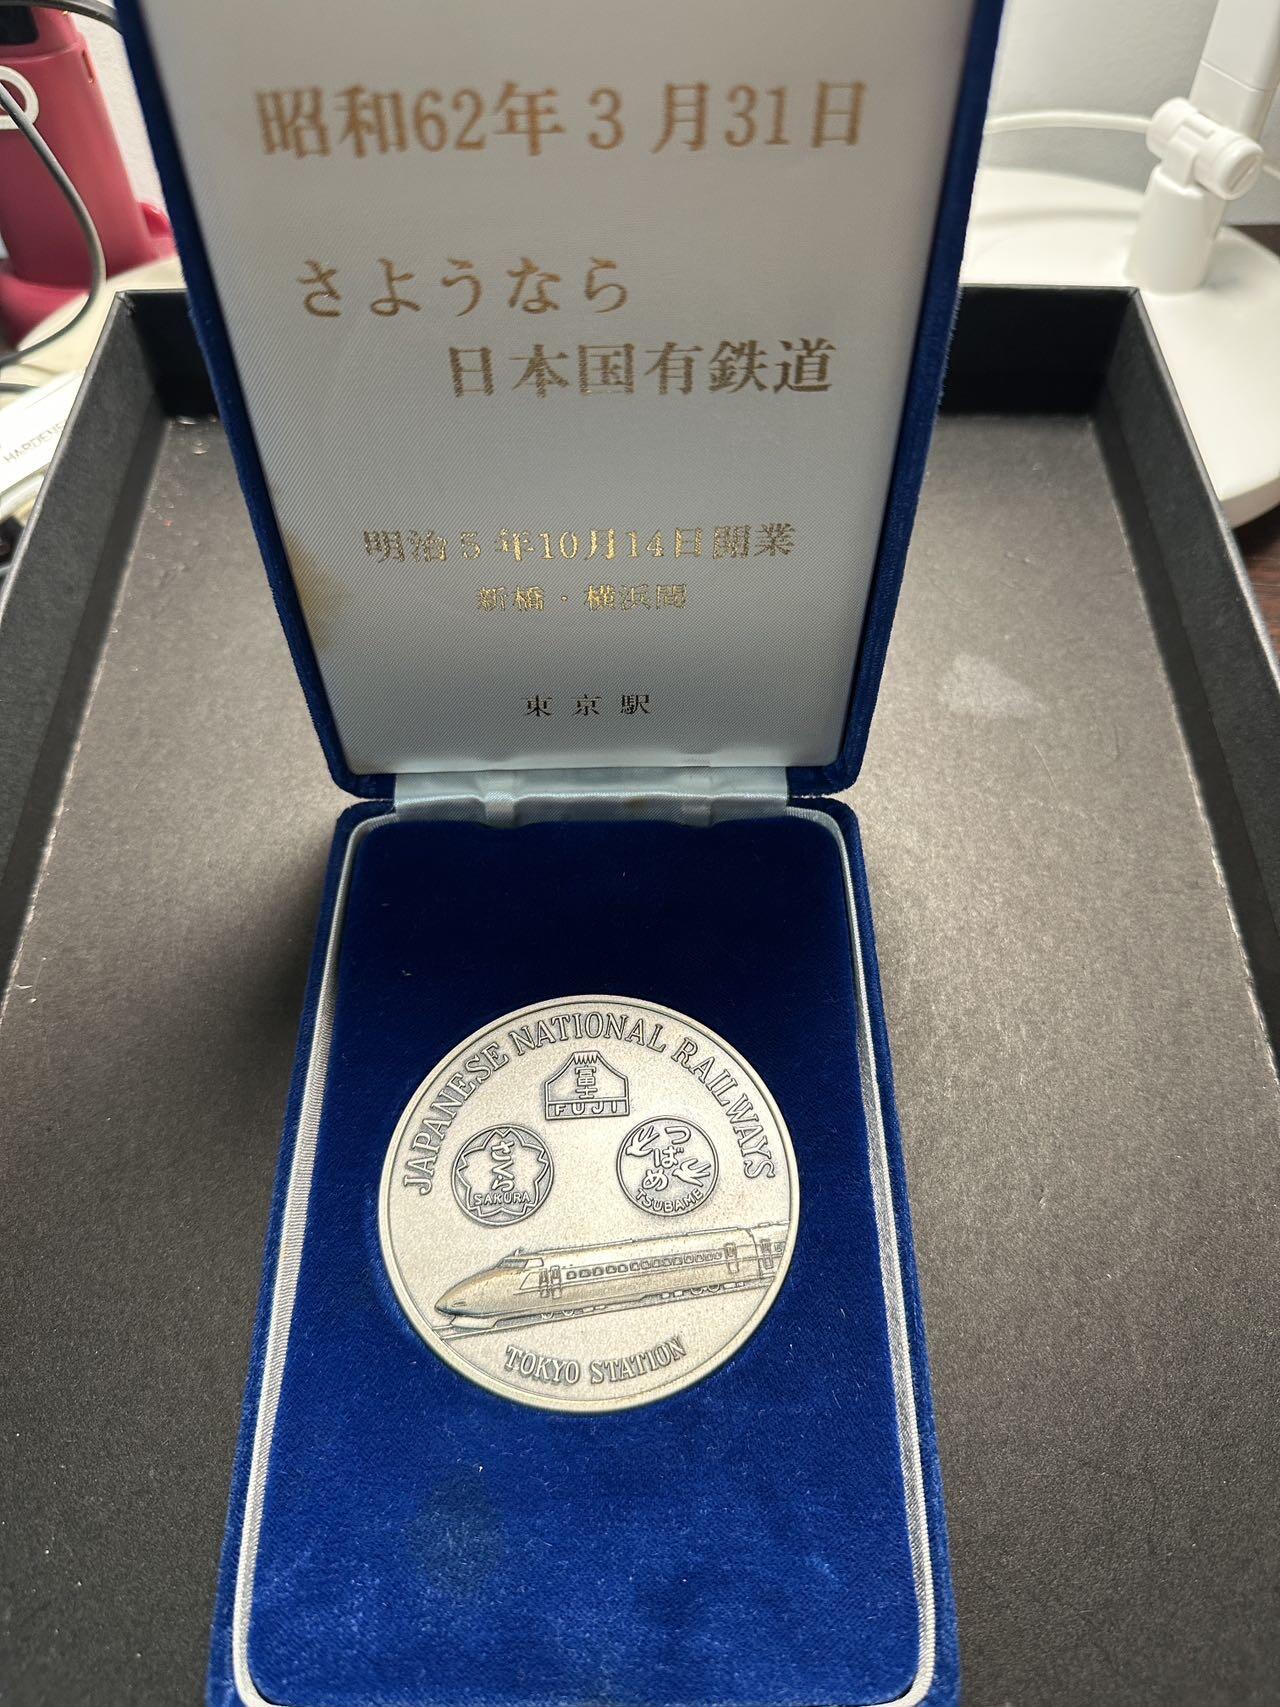 昭和62年3月31日
さようなら
日本国有鉄道
明治5年10月14日開業
新橋・横浜間
東京駅
JAPANESE NATIONAL RAILWAYS
富士
FUJI
さくら
SAKURA
つばめ
TSUBAME
TOKYO STATION